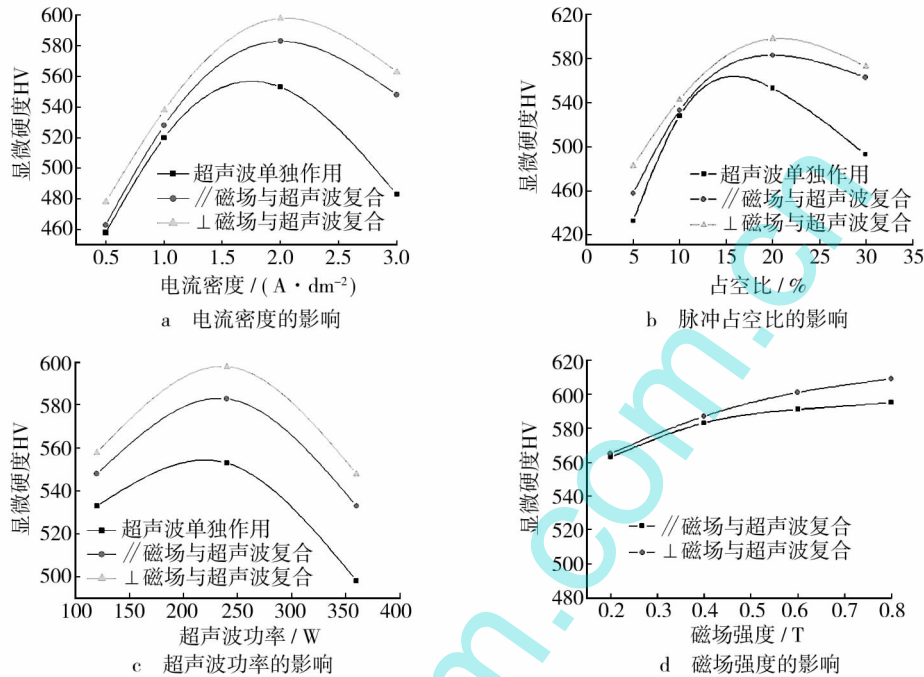 600
580
560
540
520
500
480
460
显微硬度HV
超声波单独作用
∥磁场与超声波复合
⊥磁场与超声波复合
0.5 1.0 1.5 2.0 2.5 3.0
电流密度 / (A·dm⁻²)
a 电流密度的影响
620
580
540
500
460
420
显微硬度HV
超声波单独作用
∥磁场与超声波复合
⊥磁场与超声波复合
0 5 10 15 20 25 30 35
占空比 / %
b 脉冲占空比的影响
600
580
560
540
520
500
显微硬度HV
超声波单独作用
∥磁场与超声波复合
⊥磁场与超声波复合
100 150 200 250 300 350 400
超声波功率 / W
c 超声波功率的影响
620
600
580
560
540
520
500
480
显微硬度HV
∥磁场与超声波复合
⊥磁场与超声波复合
0.2 0.3 0.4 0.5 0.6 0.7 0.8
磁场强度 / T
d 磁场强度的影响